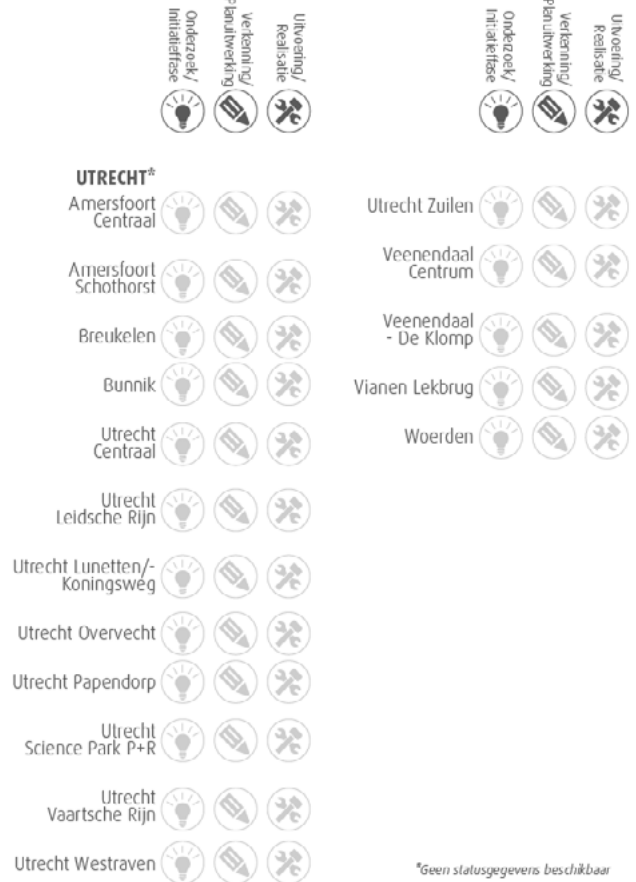 Onderzoek/
Initiatieffase
Verkenning/
Planuitwerking
Uitvoering/
Realisatie
UTRECHT*
Amersfoort
Centraal
Amersfoort
Schothorst
Breukelen
Bunnik
Utrecht
Centraal
Utrecht
Leidsche Rijn
Utrecht Lunetten/-
Koningsweg
Utrecht Overvecht
Utrecht Papendorp
Utrecht
Science Park P+R
Utrecht
Vaartsche Rijn
Utrecht Westraven
Onderzoek/
Initiatieffase
Verkenning/
Planuitwerking
Uitvoering/
Realisatie
Utrecht Zuilen
Veenendaal
Centrum
Veenendaal
- De Klomp
Vianen Lekbrug
Woerden
*Geen statusgegevens beschikbaar